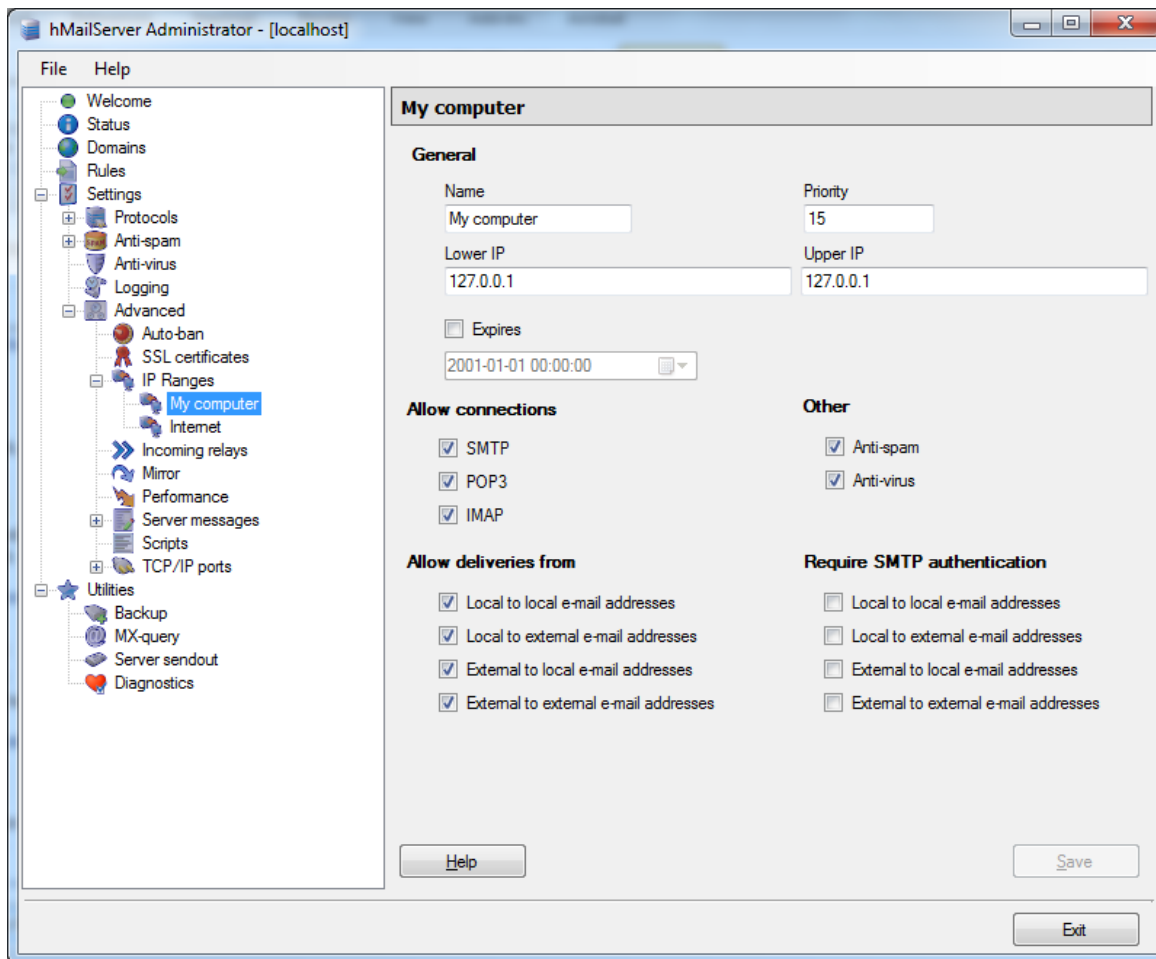 hMailServer Administrator - [localhost]
File Help
Welcome
Status
Domains
Rules
Settings
Protocols
Anti-spam
Anti-virus
Logging
Advanced
Auto-ban
SSL certificates
IP Ranges
My computer
Internet
Incoming relays
Mirror
Performance
Server messages
Scripts
TCP/IP ports
Utilities
Backup
MX-query
Server sendout
Diagnostics
My computer
General
Name Priority
My computer 15
Lower IP Upper IP
127.0.0.1 127.0.0.1
Expires
2001-01-01 00:00:00
Allow connections Other
SMTP Anti-spam
POP3 Anti-virus
IMAP
Allow deliveries from Require SMTP authentication
Local to local e-mail addresses Local to local e-mail addresses
Local to external e-mail addresses Local to external e-mail addresses
External to local e-mail addresses External to local e-mail addresses
External to external e-mail addresses External to external e-mail addresses
Help Save
Exit